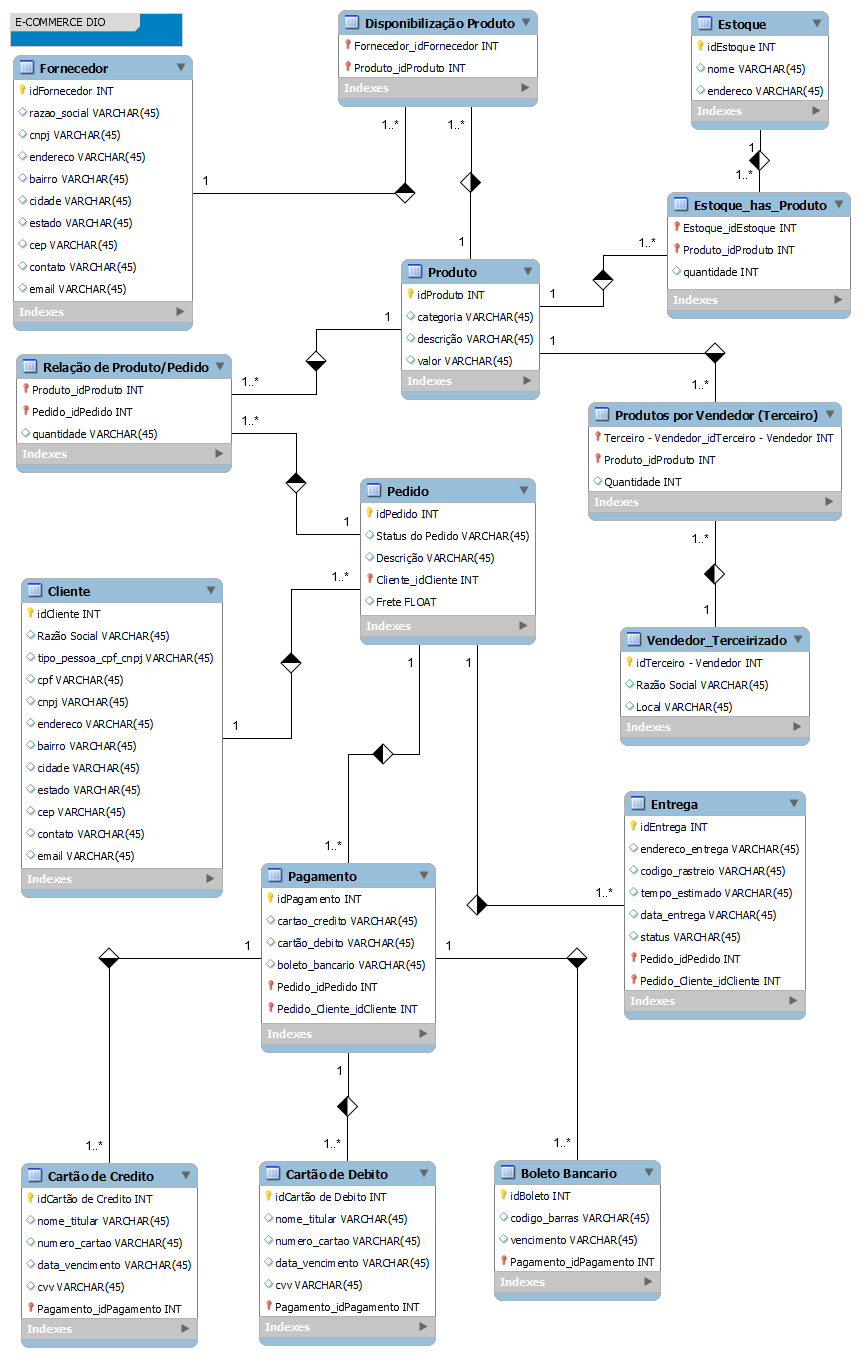 E-COMMERCE DIO
Fornecedor
idFornecedor INT
razao_social VARCHAR(45)
cnpj VARCHAR(45)
endereco VARCHAR(45)
bairro VARCHAR(45)
cidade VARCHAR(45)
estado VARCHAR(45)
cep VARCHAR(45)
contato VARCHAR(45)
email VARCHAR(45)
Indexes
1
1..*
Disponibilização Produto
Fornecedor_idFornecedor INT
Produto_idProduto INT
Indexes
1..*
1
Estoque
idEstoque INT
nome VARCHAR(45)
endereco VARCHAR(45)
Indexes
1
1..*
Estoque_has_Produto
Estoque_idEstoque INT
Produto_idProduto INT
quantidade INT
Indexes
1..*
1
Produto
idProduto INT
categoria VARCHAR(45)
descrição VARCHAR(45)
valor VARCHAR(45)
Indexes
1
1..*
1
1..*
Relação de Produto/Pedido
Produto_idProduto INT
Pedido_idPedido INT
quantidade VARCHAR(45)
Indexes
1..*
1
Produtos por Vendedor (Terceiro)
Terceiro - Vendedor_idTerceiro - Vendedor INT
Produto_idProduto INT
Quantidade INT
Indexes
1..*
1
Pedido
idPedido INT
Status do Pedido VARCHAR(45)
Descrição VARCHAR(45)
Cliente_idCliente INT
Frete FLOAT
Indexes
1..*
1
Cliente
idCliente INT
Razão Social VARCHAR(45)
tipo_pessoa_cpf_cnpj VARCHAR(45)
cpf VARCHAR(45)
cnpj VARCHAR(45)
endereco VARCHAR(45)
bairro VARCHAR(45)
cidade VARCHAR(45)
estado VARCHAR(45)
cep VARCHAR(45)
contato VARCHAR(45)
email VARCHAR(45)
Indexes
Vendedor_Terceirizado
idTerceiro - Vendedor INT
Razão Social VARCHAR(45)
Local VARCHAR(45)
Indexes
1
1..*
1
1..*
Entrega
idEntrega INT
endereco_entrega VARCHAR(45)
codigo_rastreio VARCHAR(45)
tempo_estimado VARCHAR(45)
data_entrega VARCHAR(45)
status VARCHAR(45)
Pedido_idPedido INT
Pedido_Cliente_idCliente INT
Indexes
Pagamento
idPagamento INT
cartao_credito VARCHAR(45)
cartão_debito VARCHAR(45)
boleto_bancario VARCHAR(45)
Pedido_idPedido INT
Pedido_Cliente_idCliente INT
Indexes
1
1..*
1
1..*
1
1..*
Cartão de Credito
idCartão de Credito INT
nome_titular VARCHAR(45)
numero_cartao VARCHAR(45)
data_vencimento VARCHAR(45)
cvv VARCHAR(45)
Pagamento_idPagamento INT
Indexes
Cartão de Debito
idCartão de Debito INT
nome_titular VARCHAR(45)
numero_cartao VARCHAR(45)
data_vencimento VARCHAR(45)
cvv VARCHAR(45)
Pagamento_idPagamento INT
Indexes
Boleto Bancario
idBoleto INT
codigo_barras VARCHAR(45)
vencimento VARCHAR(45)
Pagamento_idPagamento INT
Indexes